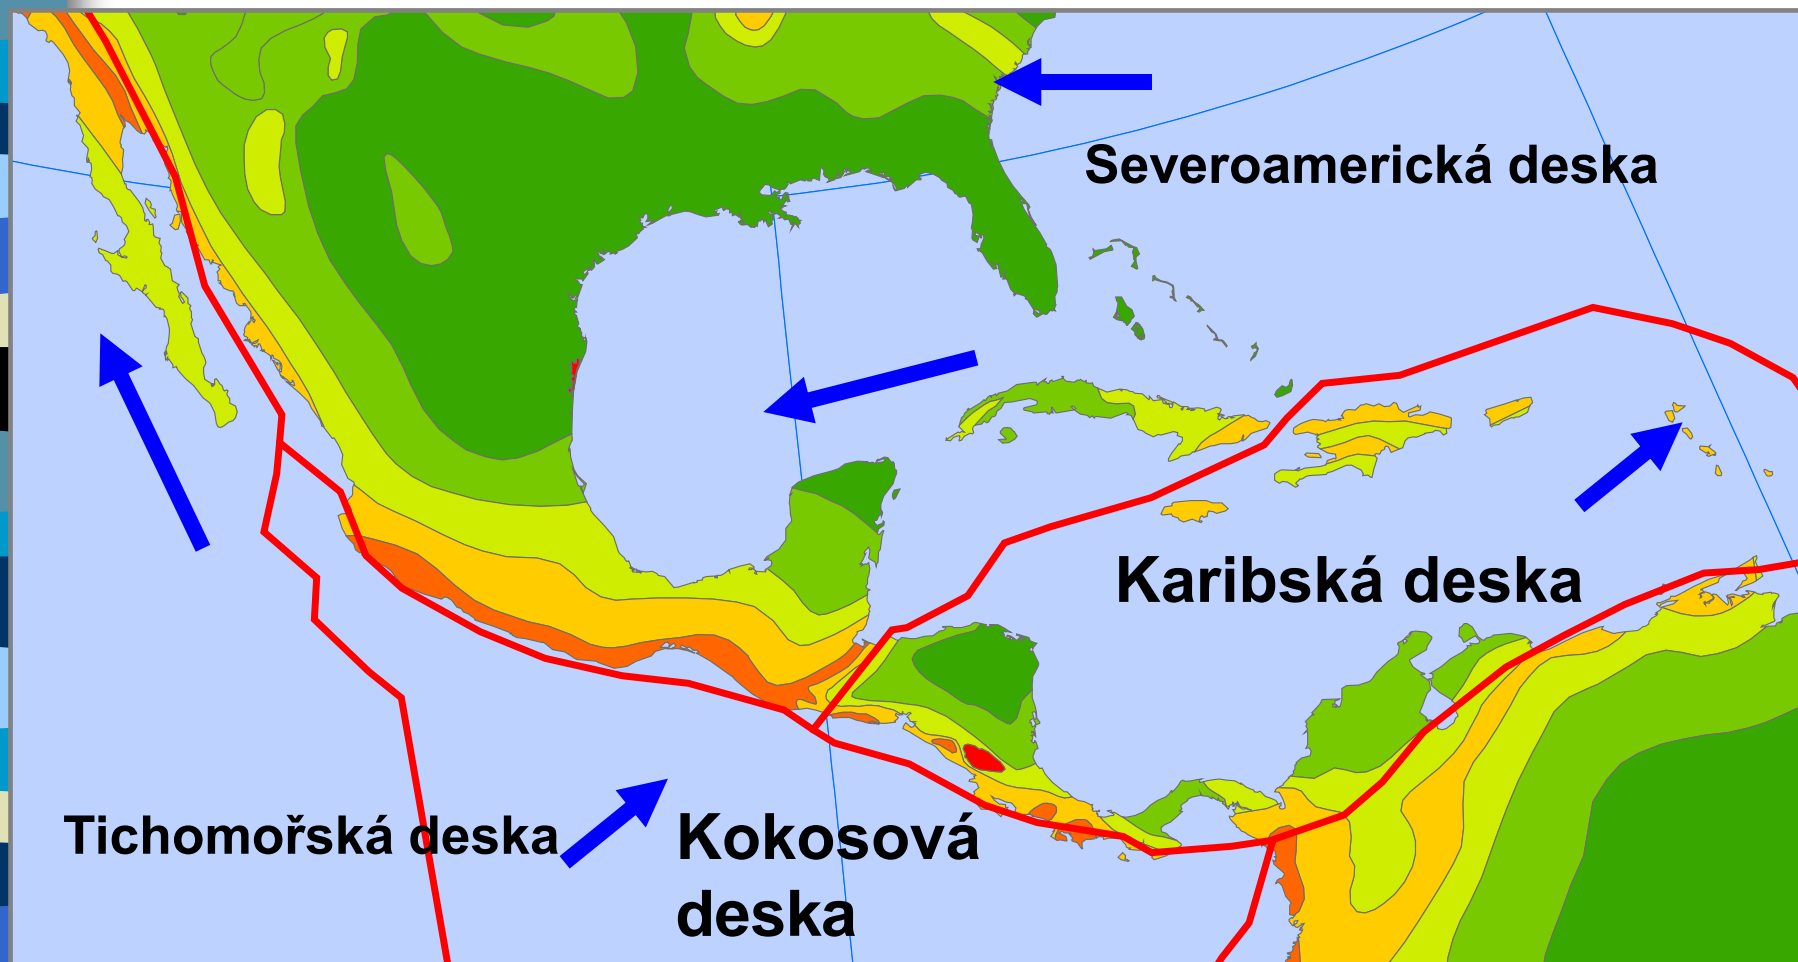 Severoamerická deska
Karibská deska
Tichomořská deska
Kokosová
deska